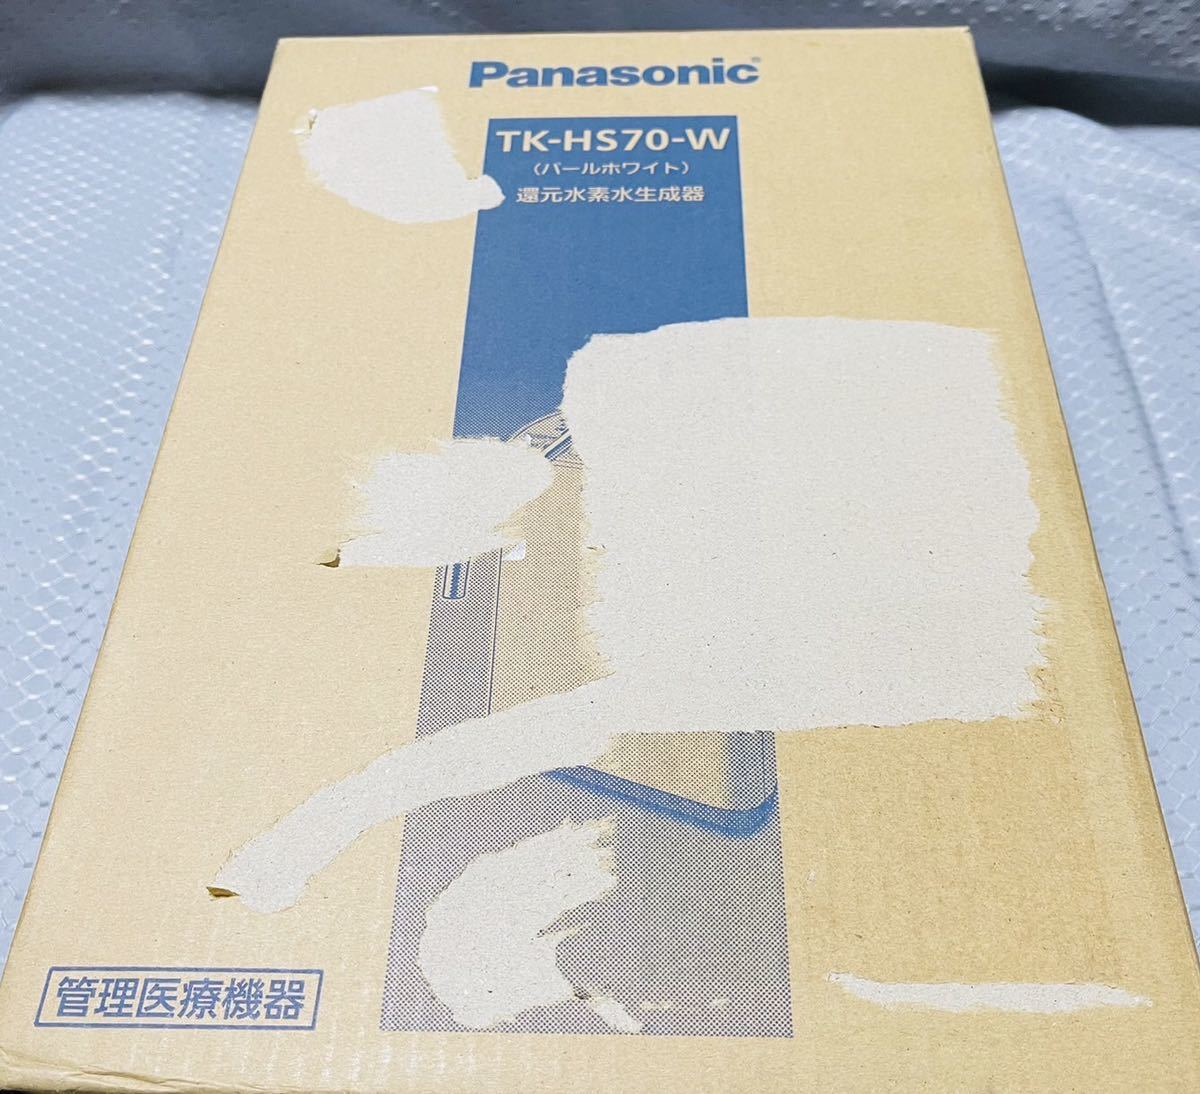 Panasonic
TK-HS70-W
(パールホワイト)
還元水素水生成器
管理医療機器